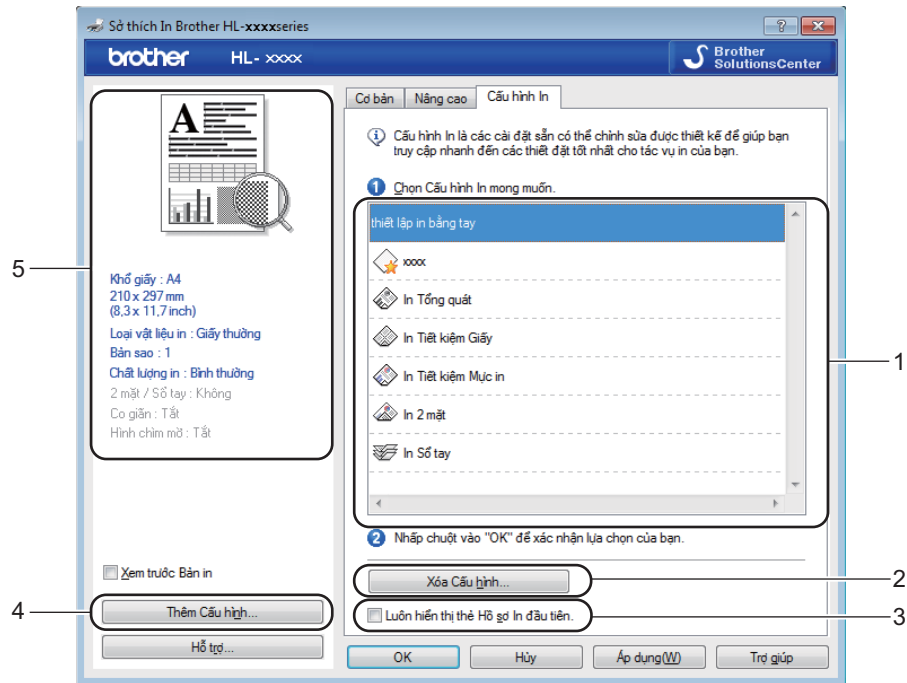 Sở thích In Brother HL-xxxxseries
brother HL- xxxx
Brother
SolutionsCenter
A
Khổ giấy : A4
210 x 297 mm
(8,3 x 11,7 inch)
Loại vật liệu in : Giấy thường
Bản sao : 1
Chất lượng in : Bình thường
2 mặt / Sổ tay : Không
Co giãn : Tắt
Hình chìm mờ : Tắt
5
Xem trước Bản in
Thêm Cấu hình...
4
Hỗ trợ...
Cơ bản Nâng cao Cấu hình In
Cấu hình In là các cài đặt sẵn có thể chỉnh sửa được thiết kế để giúp bạn
truy cập nhanh đến các thiết đặt tốt nhất cho tác vụ in của bạn.
1 Chọn Cấu hình In mong muốn.
thiết lập in bằng tay
xxxx
In Tổng quát
In Tiết kiệm Giấy
In Tiết kiệm Mực in
In 2 mặt
In Sổ tay
1
2 Nhấp chuột vào "OK" để xác nhận lựa chọn của bạn.
Xóa Cấu hình...
2
Luôn hiển thị thẻ Hồ sơ In đầu tiên.
3
OK Hủy Áp dụng(W) Trợ giúp